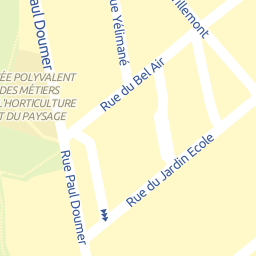 Paul Doumer
Rue Yélimané
illemont
ÉE POLYVALENT
DES MÉTIERS
L'HORTICULTURE
T DU PAYSAGE
Rue du Bel Air
Rue Paul Doumer
Rue du Jardin Ecole